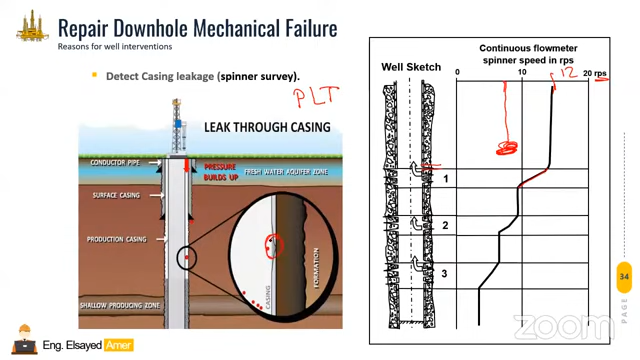 Repair Downhole Mechanical Failure
Reasons for well interventions
Detect Casing leakage (spinner survey).
PLT
LEAK THROUGH CASING
CONDUCTOR PIPE
PRESSURE
BUILDS UP
FRESH WATER AQUIFER ZONE
SURFACE CASING
PRODUCTION CASING
CASING
FORMATION
SHALLOW PRODUCING ZONE
Continuous flowmeter
spinner speed in rps
Well Sketch
0
10
20 rps
12
1
2
3
34
PAGE
Eng. Elsayed Amer
zoom